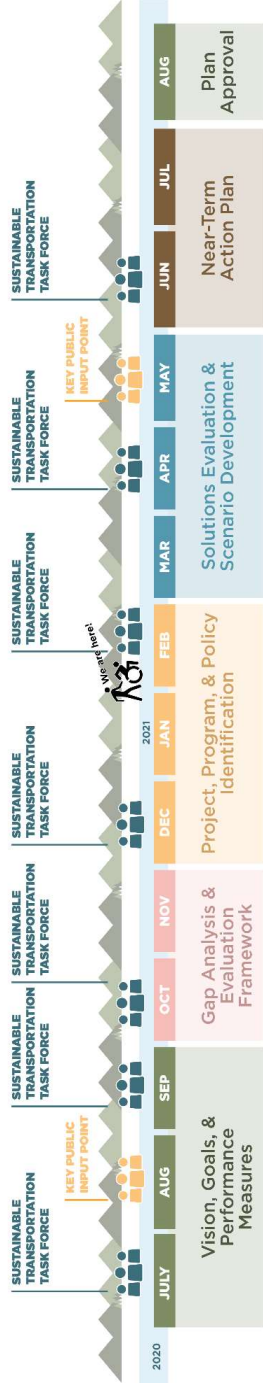 SUSTAINABLE
TRANSPORTATION
TASK FORCE
KEY PUBLIC
INPUT POINT
SUSTAINABLE
TRANSPORTATION
TASK FORCE
SUSTAINABLE
TRANSPORTATION
TASK FORCE
SUSTAINABLE
TRANSPORTATION
TASK FORCE
We are here!
SUSTAINABLE
TRANSPORTATION
TASK FORCE
SUSTAINABLE
TRANSPORTATION
TASK FORCE
KEY PUBLIC
INPUT POINT
SUSTAINABLE
TRANSPORTATION
TASK FORCE
2020
2021
JULY
AUG
SEP
OCT
NOV
DEC
JAN
FEB
MAR
APR
MAY
JUN
JUL
AUG
Vision, Goals, &
Performance
Measures
Gap Analysis &
Evaluation
Framework
Project, Program, & Policy
Identification
Solutions Evaluation &
Scenario Development
Near-Term
Action Plan
Plan
Approval